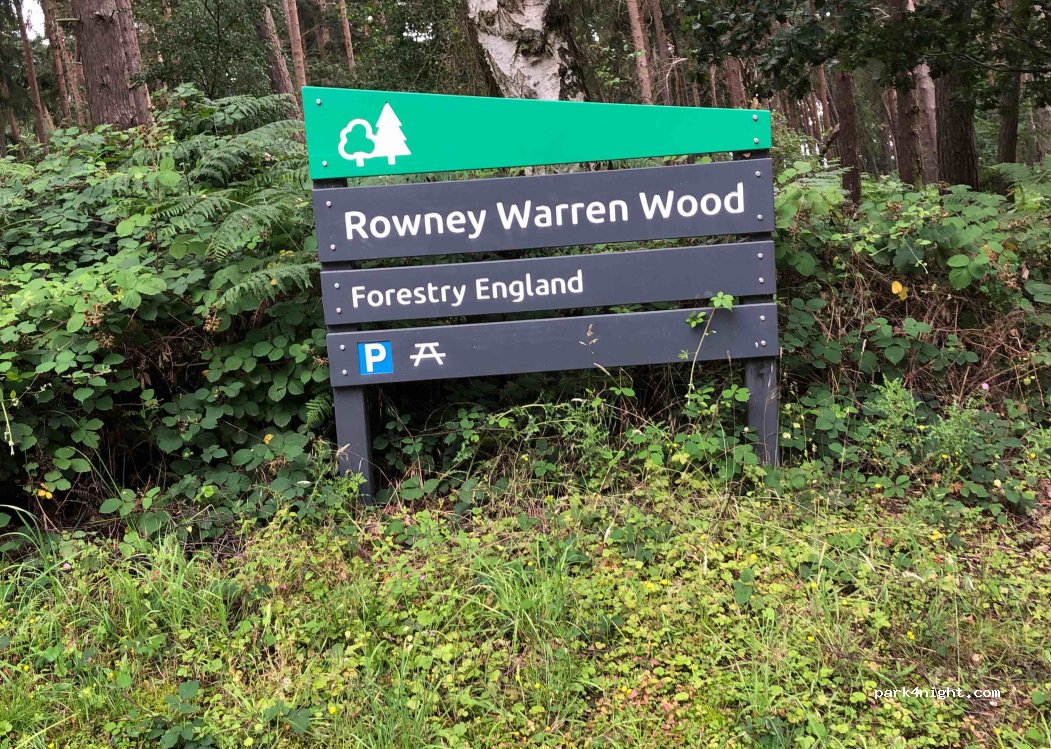 Rowney Warren Wood
Forestry England
P
park4night.com